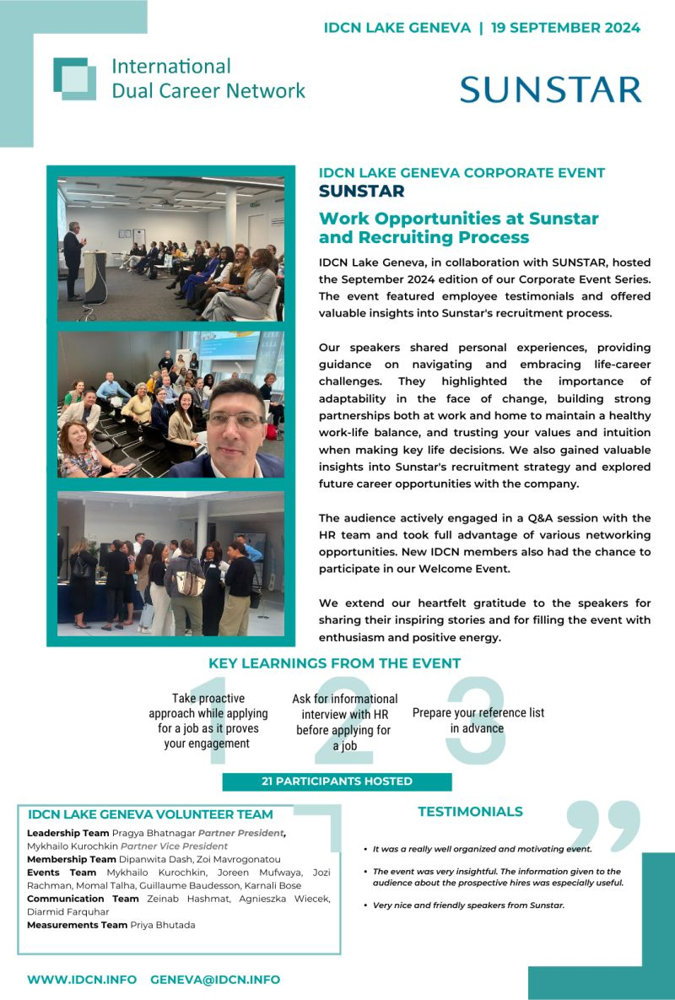 IDCN LAKE GENEVA | 19 SEPTEMBER 2024
International
Dual Career Network
SUNSTAR
IDCN LAKE GENEVA CORPORATE EVENT
SUNSTAR
Work Opportunities at Sunstar
and Recruiting Process
IDCN Lake Geneva, in collaboration with SUNSTAR, hosted
the September 2024 edition of our Corporate Event Series.
The event featured employee testimonials and offered
valuable insights into Sunstar's recruitment process.
Our speakers shared personal experiences, providing
guidance on navigating and embracing life-career
challenges. They highlighted the importance of
adaptability in the face of change, building strong
partnerships both at work and home to maintain a healthy
work-life balance, and trusting your values and intuition
when making key life decisions. We also gained valuable
insights into Sunstar's recruitment strategy and explored
future career opportunities with the company.
The audience actively engaged in a Q&A session with the
HR team and took full advantage of various networking
opportunities. New IDCN members also had the chance to
participate in our Welcome Event.
We extend our heartfelt gratitude to the speakers for
sharing their inspiring stories and for filling the event with
enthusiasm and positive energy.
KEY LEARNINGS FROM THE EVENT
1
Take proactive
approach while applying
for a job as it proves
your engagement
2
Ask for informational
interview with HR
before applying for
a job
3
Prepare your reference list
in advance
21 PARTICIPANTS HOSTED
IDCN LAKE GENEVA VOLUNTEER TEAM
Leadership Team Pragya Bhatnagar Partner President,
Mykhailo Kurochkin Partner Vice President
Membership Team Dipanwita Dash, Zoi Mavrogonatou
Events Team Mykhailo Kurochkin, Joreen Mufwaya, Jozi
Rachman, Momal Talha, Guillaume Baudesson, Karnali Bose
Communication Team Zeinab Hashmat, Agnieszka Wiecek,
Diarmid Farquhar
Measurements Team Priya Bhutada
TESTIMONIALS
• It was a really well organized and motivating event.
• The event was very insightful. The information given to the
audience about the prospective hires was especially useful.
• Very nice and friendly speakers from Sunstar.
WWW.IDCN.INFO GENEVA@IDCN.INFO